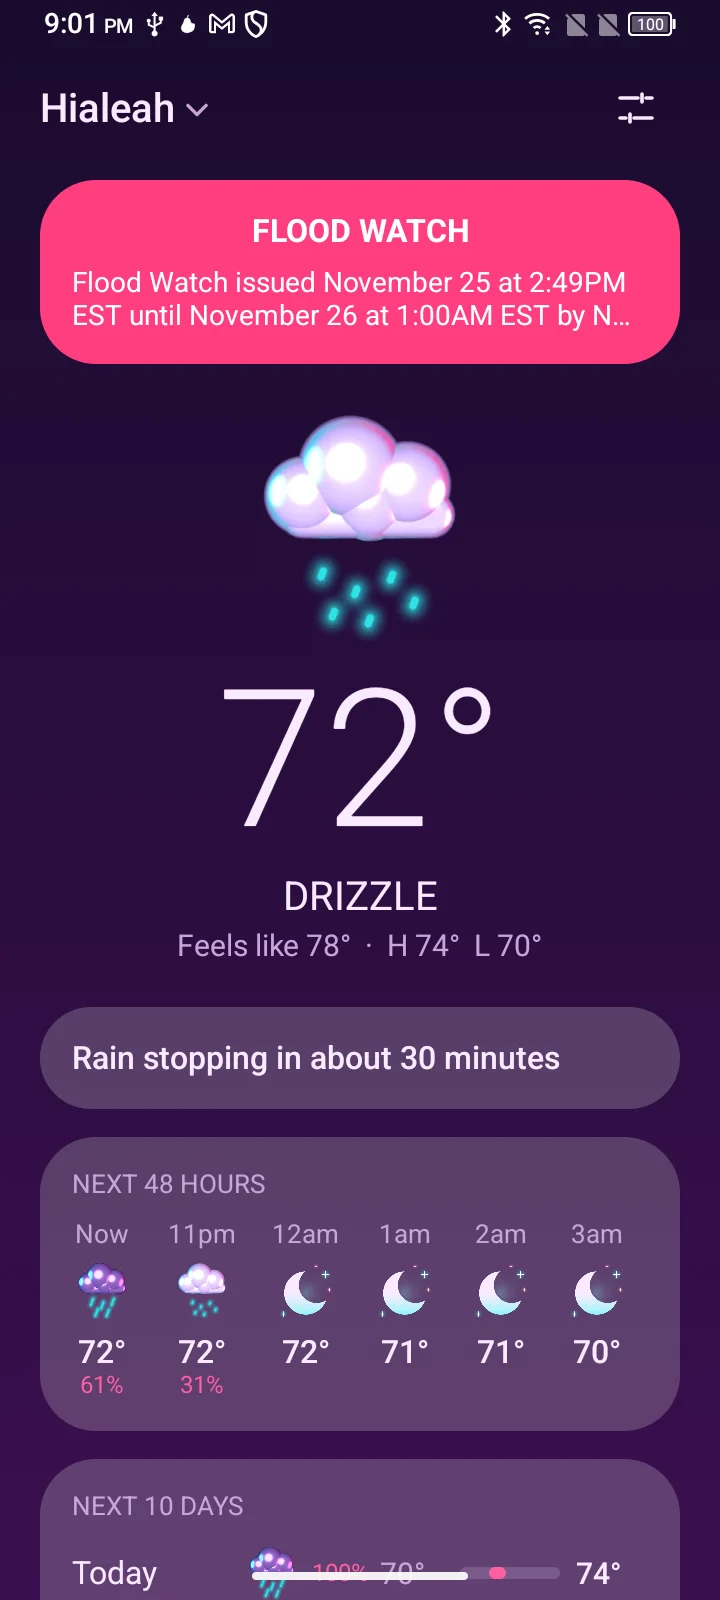 9:01 PM
100
Hialeah
FLOOD WATCH
Flood Watch issued November 25 at 2:49PM
EST until November 26 at 1:00AM EST by N...
72°
DRIZZLE
Feels like 78° · H 74° L 70°
Rain stopping in about 30 minutes
NEXT 48 HOURS
Now 11pm 12am 1am 2am 3am
72° 72° 72° 71° 71° 70°
61% 31%
NEXT 10 DAYS
Today 100% 70° 74°